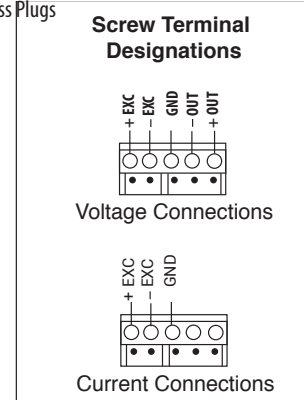 ss Plugs
Screw Terminal
Designations
+ EXC
– EXC
GND
– OUT
+ OUT
Voltage Connections
+ EXC
– EXC
GND
Current Connections